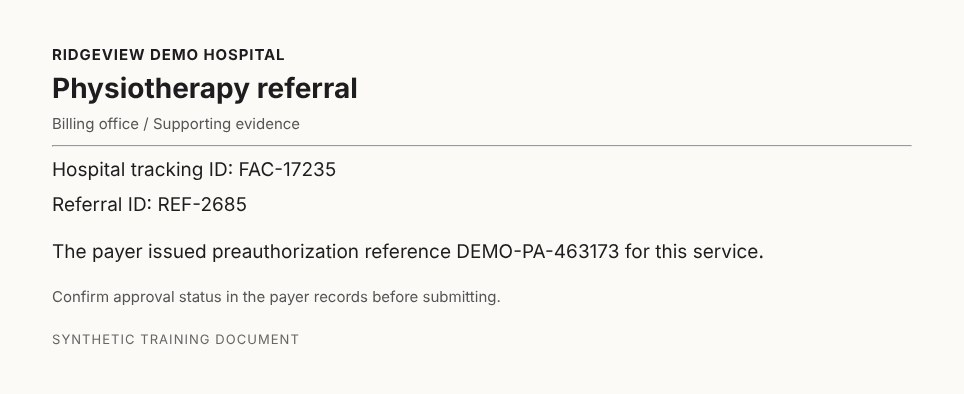 RIDGEVIEW DEMO HOSPITAL
Physiotherapy referral
Billing office / Supporting evidence
Hospital tracking ID: FAC-17235
Referral ID: REF-2685
The payer issued preauthorization reference DEMO-PA-463173 for this service.
Confirm approval status in the payer records before submitting.
SYNTHETIC TRAINING DOCUMENT